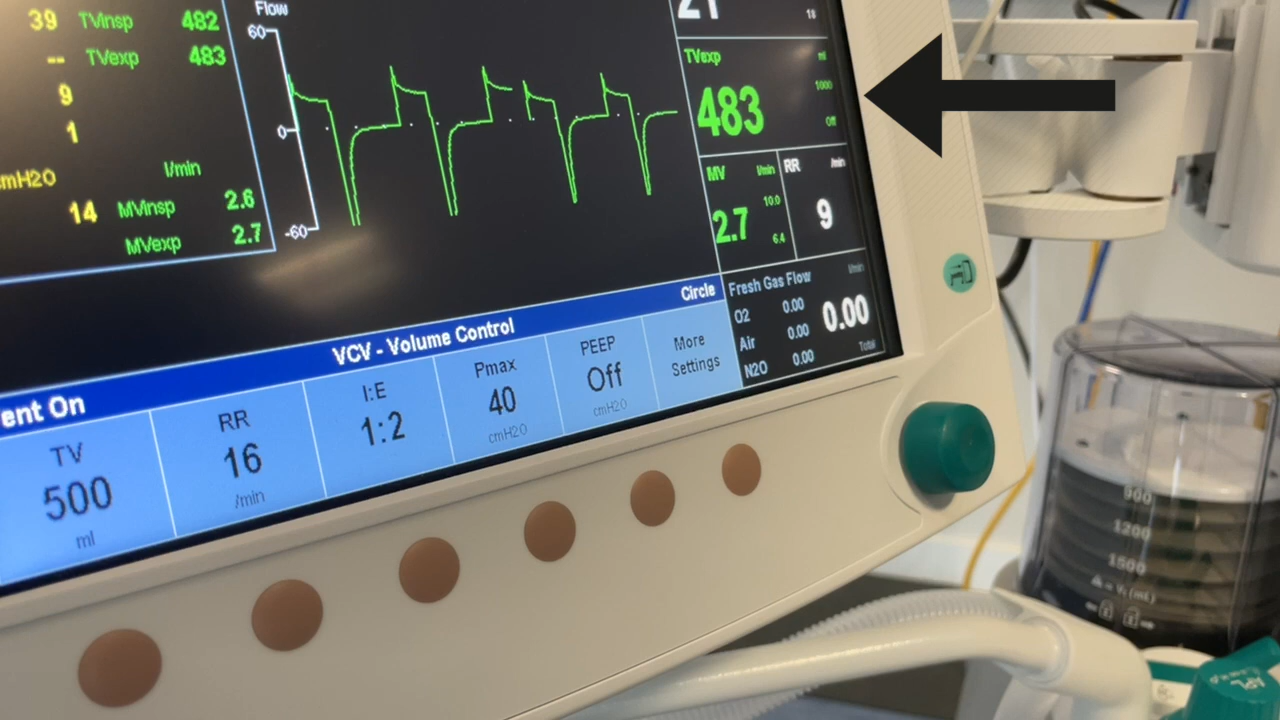 39 TVinsp 482
-- TVexp 483
9
1
cmH2O l/min
14 MVinsp 2.6
MVexp 2.7
Flow
60
0
-60
21 18
TVexp ml
483 1000
Off
MV l/min
2.7 10.0
6.4
RR /min
9
Fresh Gas Flow l/min
O2 0.00
Air 0.00
N2O 0.00
0.00
Total
Circle
VCV - Volume Control
ent On
TV
500
ml
RR
16
/min
I:E
1:2
Pmax
40
cmH2O
PEEP
Off
cmH2O
More
Settings
900
1200
1500
APL